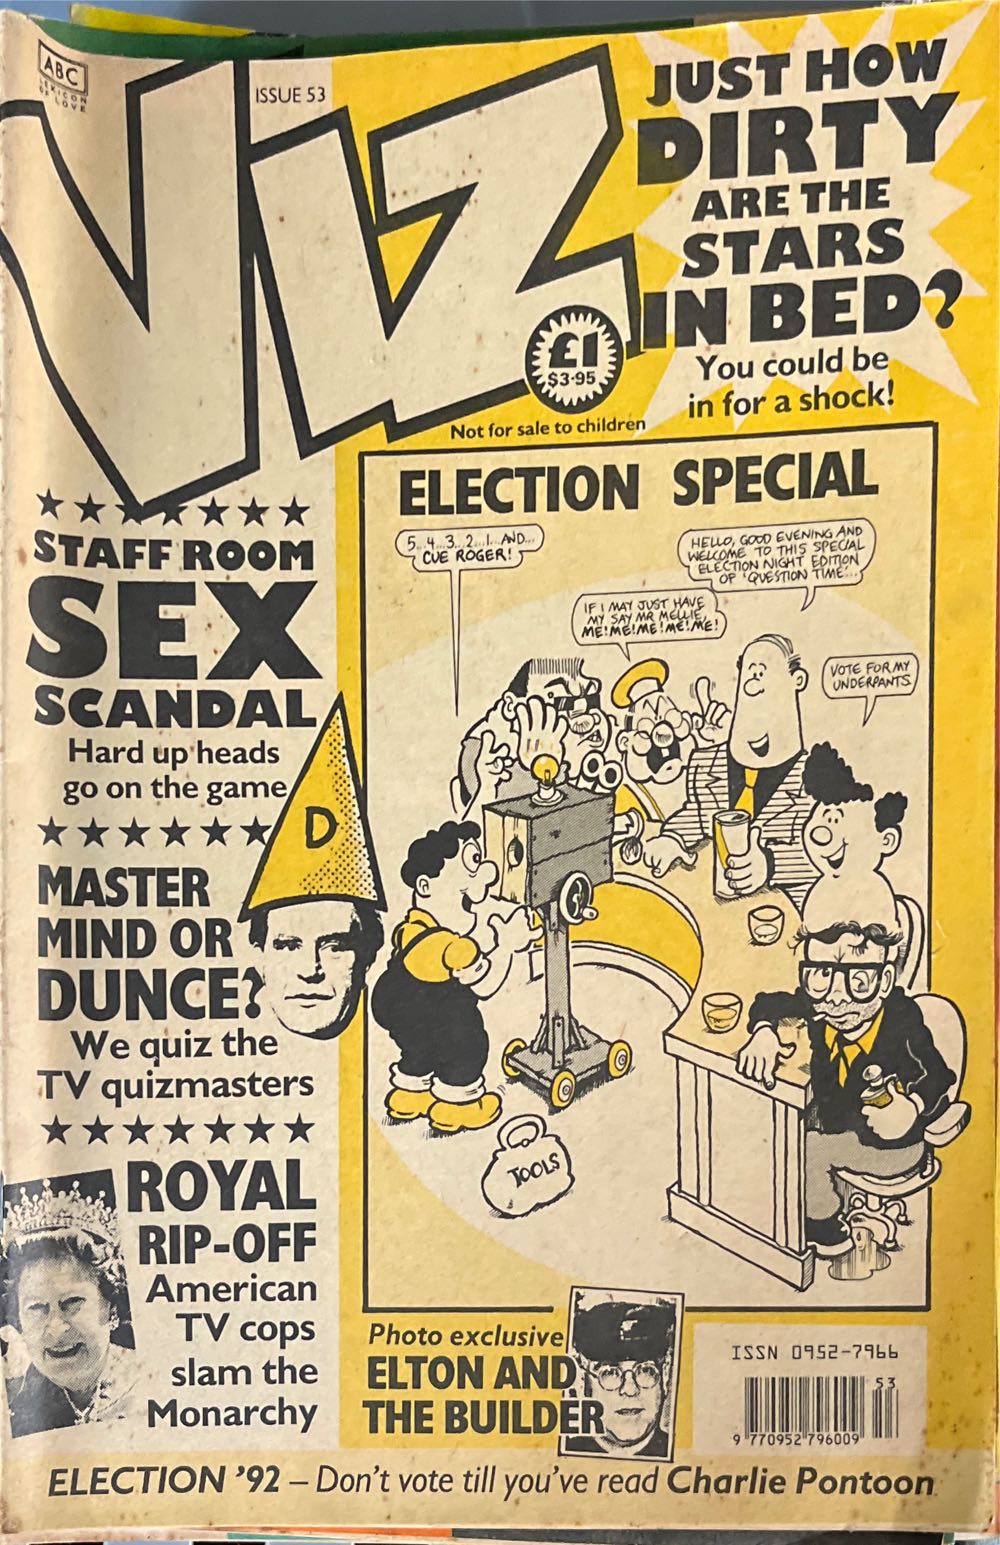 ABC
LEXICON
OF LOVE
ISSUE 53
Viz
£1
$3·95
Not for sale to children
JUST HOW
DIRTY
ARE THE
STARS
IN BED?
You could be
in for a shock!
STAFF ROOM
SEX
SCANDAL
Hard up heads
go on the game
D
MASTER
MIND OR
DUNCE?
We quiz the
TV quizmasters
ROYAL
RIP-OFF
American
TV cops
slam the
Monarchy
ELECTION SPECIAL
5..4...3...2...1...AND...
CUE ROGER!
IF I MAY JUST HAVE
MY SAY MR MELLIE,
ME! ME! ME! ME! ME!
HELLO, GOOD EVENING AND
WELCOME TO THIS SPECIAL
ELECTION NIGHT EDITION
OF 'QUESTION TIME'...
VOTE FOR MY
UNDERPANTS
TOOLS
Photo exclusive
ELTON AND
THE BUILDER
ISSN 0952-7966
53
9 770952 796009
ELECTION '92 – Don't vote till you've read Charlie Pontoon